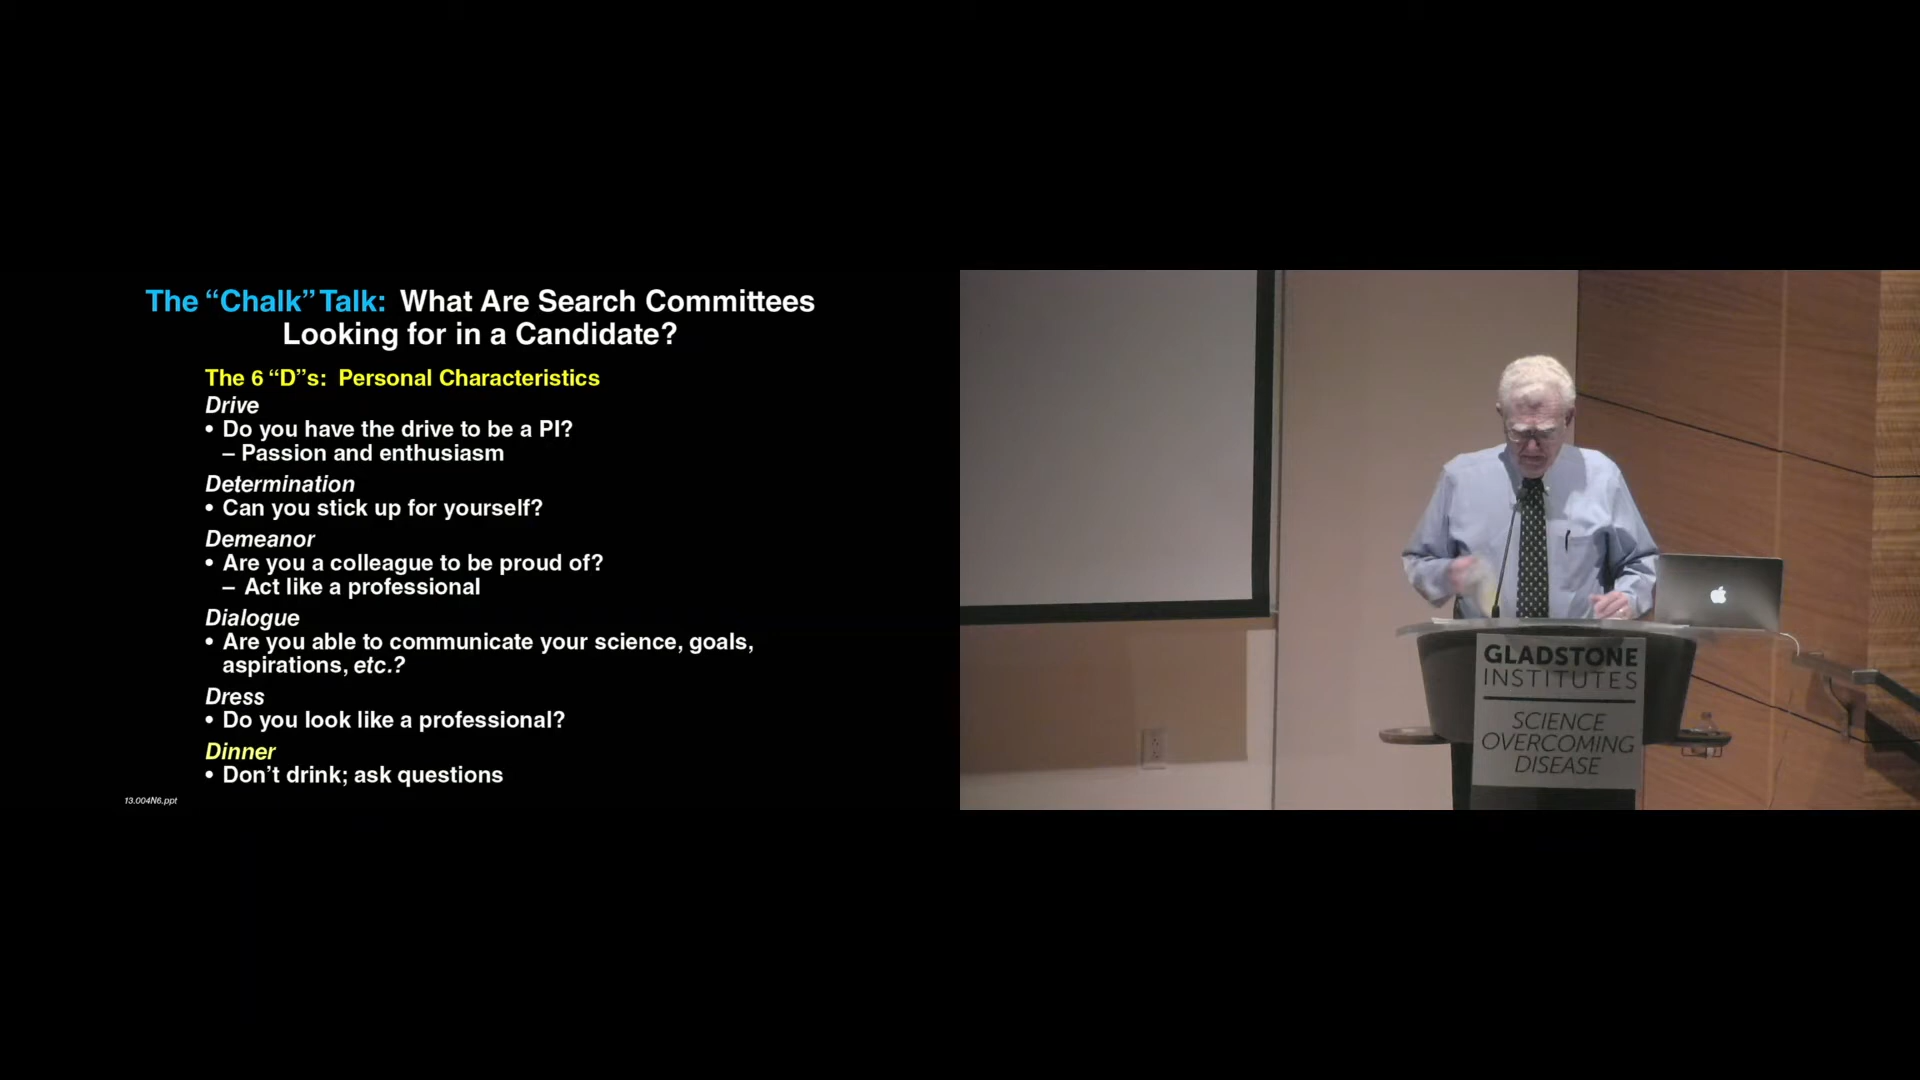 The “Chalk” Talk: What Are Search Committees
Looking for in a Candidate?
The 6 “D”s: Personal Characteristics
Drive
• Do you have the drive to be a PI?
– Passion and enthusiasm
Determination
• Can you stick up for yourself?
Demeanor
• Are you a colleague to be proud of?
– Act like a professional
Dialogue
• Are you able to communicate your science, goals,
aspirations, etc.?
Dress
• Do you look like a professional?
Dinner
• Don’t drink; ask questions
13.004N6.ppt
GLADSTONE
INSTITUTES
SCIENCE
OVERCOMING
DISEASE